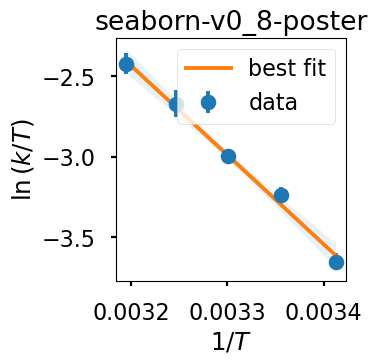 seaborn-v0_8-poster
best fit
data
−2.5
−3.0
−3.5
ln (k/T)
0.0032 0.0033 0.0034
1/T